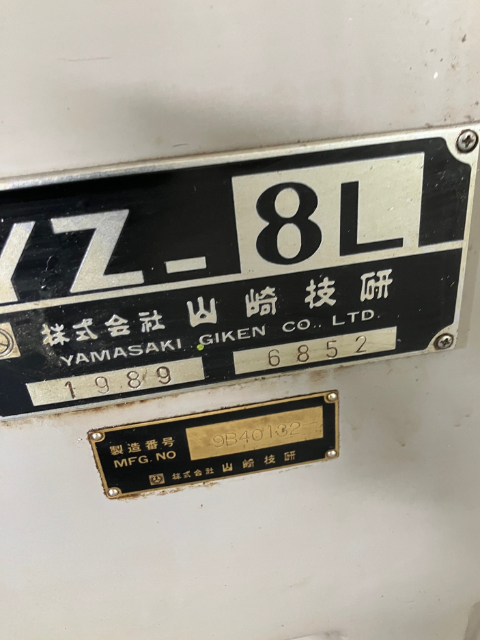 YZ-8L
株式会社 山崎技研
YAMASAKI GIKEN CO., LTD.
1989 6852
製造番号
MFG. NO 9B40132
株式会社 山崎技研